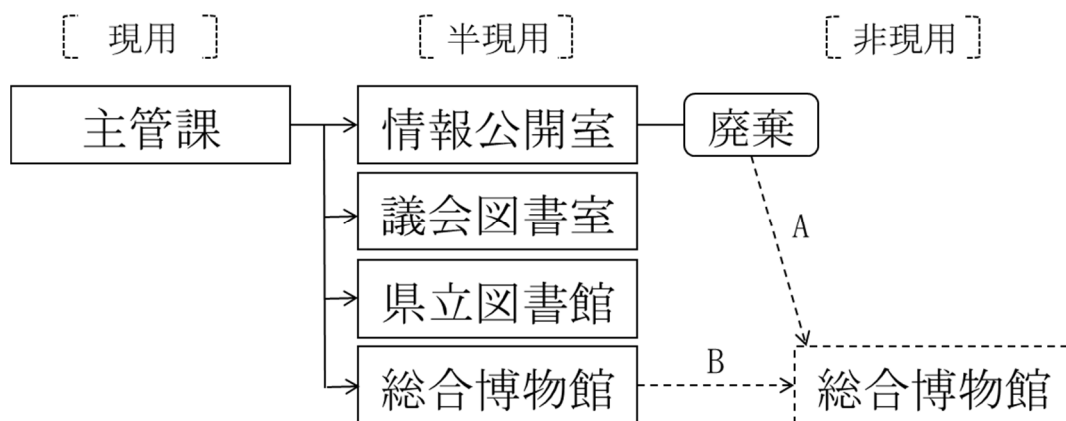 現用
半現用
非現用
主管課
情報公開室
廃棄
議会図書室
A
県立図書館
B
総合博物館
総合博物館